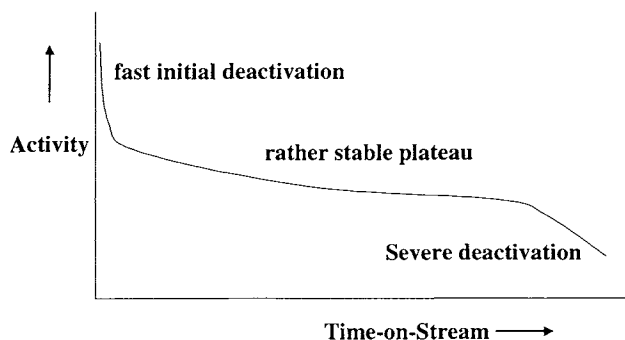 fast initial deactivation
Activity
rather stable plateau
Severe deactivation
Time-on-Stream